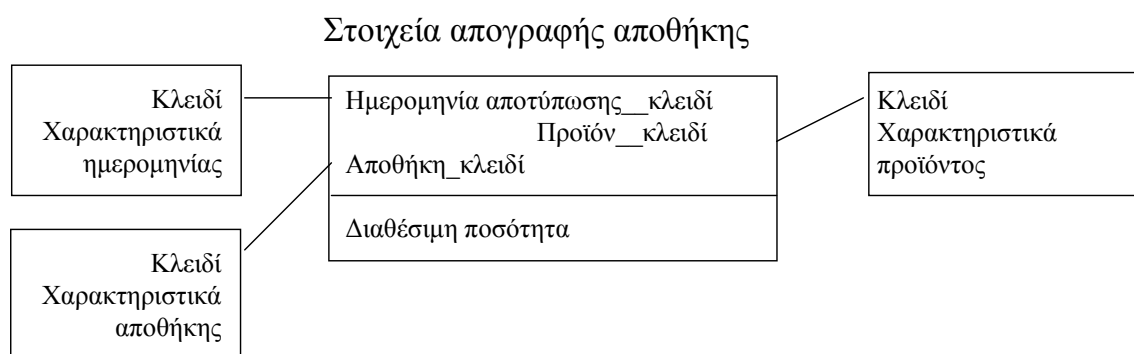 Στοιχεία απογραφής αποθήκης
Κλειδί
Χαρακτηριστικά
ημερομηνίας
Κλειδί
Χαρακτηριστικά
αποθήκης
Ημερομηνία αποτύπωσης__κλειδί
Προϊόν__κλειδί
Αποθήκη_κλειδί
Διαθέσιμη ποσότητα
Κλειδί
Χαρακτηριστικά
προϊόντος